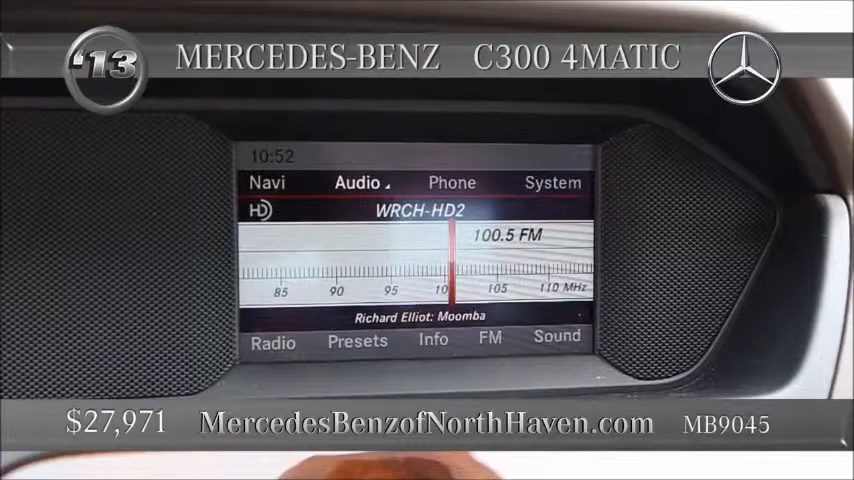 '13 MERCEDES-BENZ C300 4MATIC
10:52
Navi Audio Phone System
HD WRCH-HD2
100.5 FM
85 90 95 10 105 110 MHz
Richard Elliot: Moomba
Radio Presets Info FM Sound
$27,971 MercedesBenzofNorthHaven.com MB9045